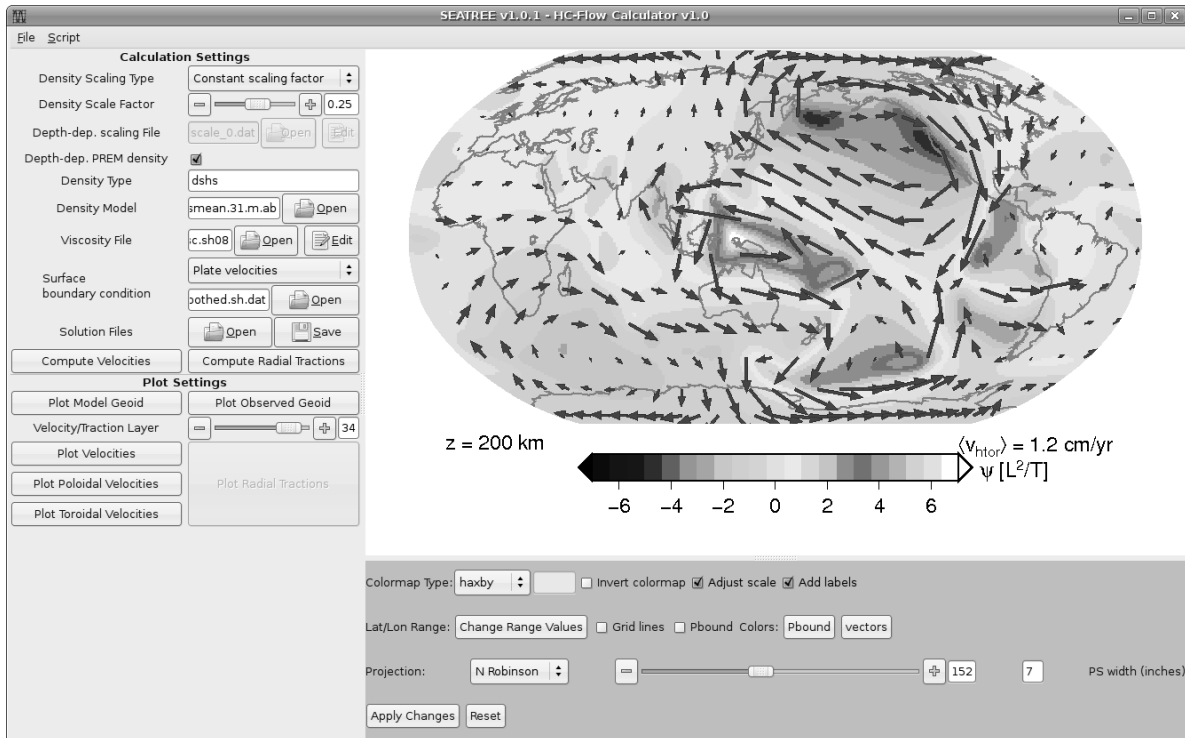 SEATREE v1.0.1 - HC-Flow Calculator v1.0
File Script
Calculation Settings
Density Scaling Type Constant scaling factor
Density Scale Factor 0.25
Depth-dep. scaling File scale_0.dat Open Edit
Depth-dep. PREM density
Density Type dshs
Density Model smean.31.m.ab Open
Viscosity File c.sh08 Open Edit
Surface
boundary condition
Plate velocities
othed.sh.dat Open
Solution Files Open Save
Compute Velocities Compute Radial Tractions
Plot Settings
Plot Model Geoid Plot Observed Geoid
Velocity/Traction Layer 34
Plot Velocities
Plot Poloidal Velocities
Plot Radial Tractions
Plot Toroidal Velocities
z = 200 km
⟨v_htor⟩ = 1.2 cm/yr
ψ [L²/T]
−6 −4 −2 0 2 4 6
Colormap Type: haxby Invert colormap Adjust scale Add labels
Lat/Lon Range: Change Range Values Grid lines Pbound Colors: Pbound vectors
Projection: N Robinson 152 7 PS width (inches)
Apply Changes Reset